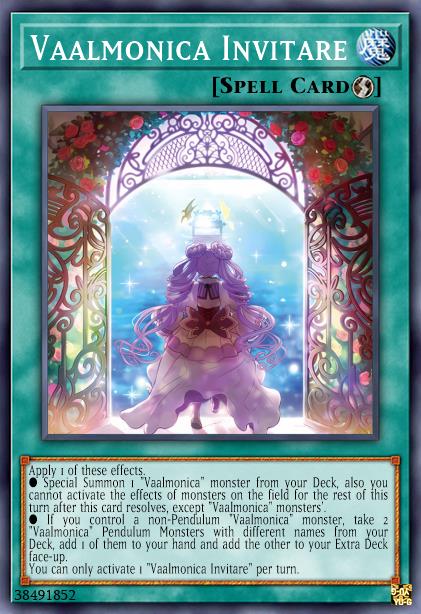 Vaalmonica Invitare
[Spell Card]
Apply 1 of these effects.
● Special Summon 1 "Vaalmonica" monster from your Deck, also you
cannot activate the effects of monsters on the field for the rest of this
turn after this card resolves, except "Vaalmonica" monsters'.
● If you control a non-Pendulum "Vaalmonica" monster, take 2
"Vaalmonica" Pendulum Monsters with different names from your
Deck, add 1 of them to your hand and add the other to your Extra Deck
face-up.
You can only activate 1 "Vaalmonica Invitare" per turn.
38491852